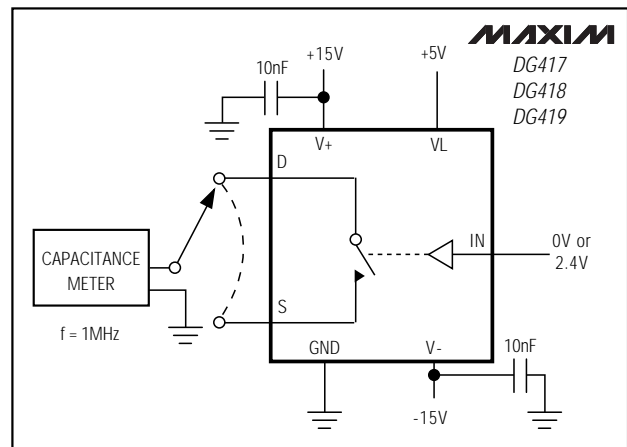 MAXIM
DG417
DG418
DG419
+15V
+5V
10nF
V+
VL
D
IN
0V or
2.4V
CAPACITANCE
METER
S
f = 1MHz
GND
V-
10nF
-15V